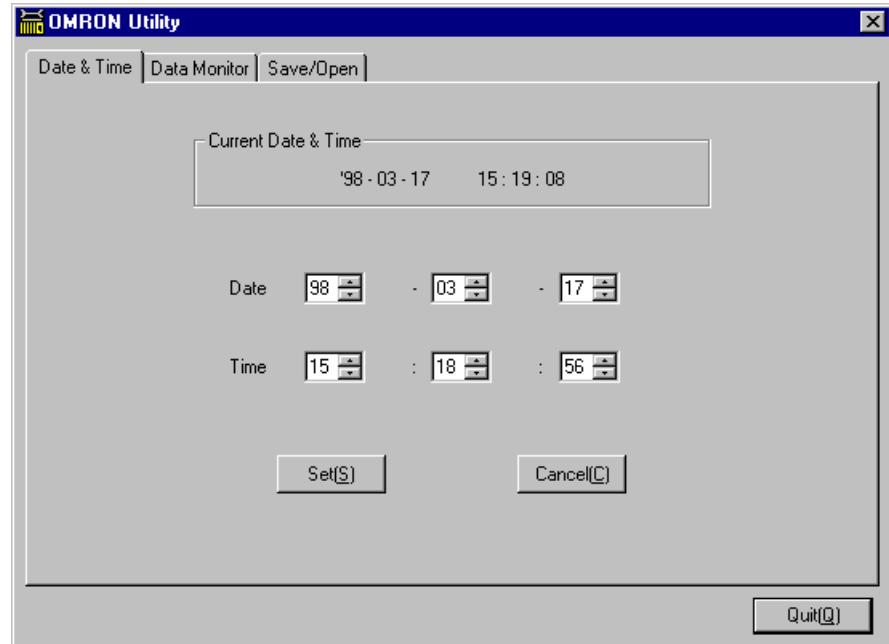 OMRON Utility
Date & Time Data Monitor Save/Open
Current Date & Time
'98 - 03 - 17 15 : 19 : 08
Date 98 - 03 - 17
Time 15 : 18 : 56
Set(S) Cancel(C)
Quit(Q)